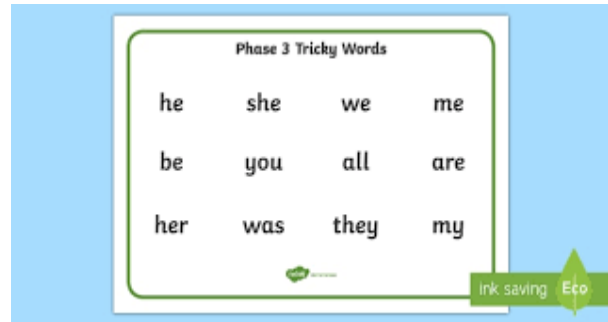 Phase 3 Tricky Words
he she we me
be you all are
her was they my
ink saving Eco